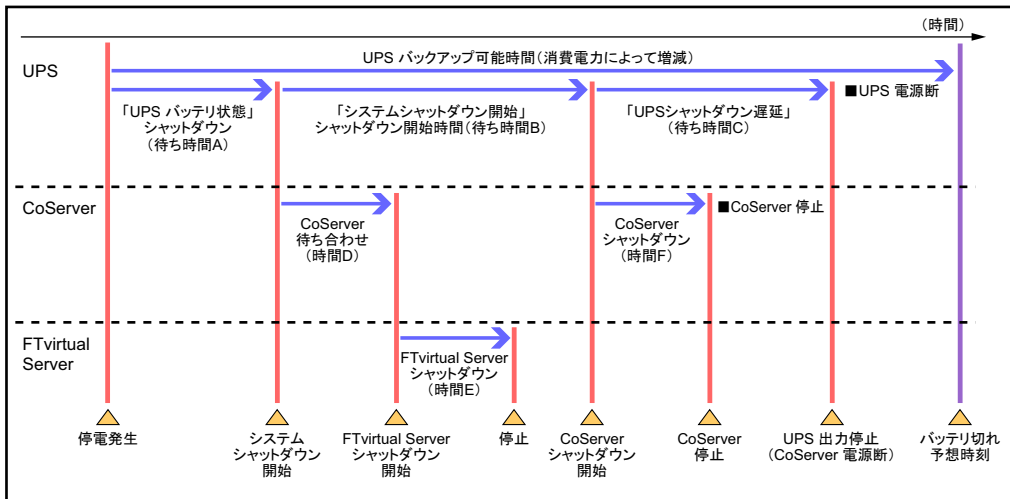 (時間)
UPS
UPS バックアップ可能時間(消費電力によって増減)
「UPS バッテリ状態」
シャットダウン
(待ち時間A)
「システムシャットダウン開始」
シャットダウン開始時間(待ち時間B)
「UPSシャットダウン遅延」
(待ち時間C)
■UPS 電源断
CoServer
CoServer
待ち合わせ
(時間D)
CoServer
シャットダウン
(時間F)
■CoServer 停止
FTvirtual
Server
FTvirtual Server
シャットダウン
(時間E)
停電発生
システム
シャットダウン
開始
FTvirtual Server
シャットダウン
開始
停止
CoServer
シャットダウン
開始
CoServer
停止
UPS 出力停止
(CoServer 電源断)
バッテリ切れ
予想時刻